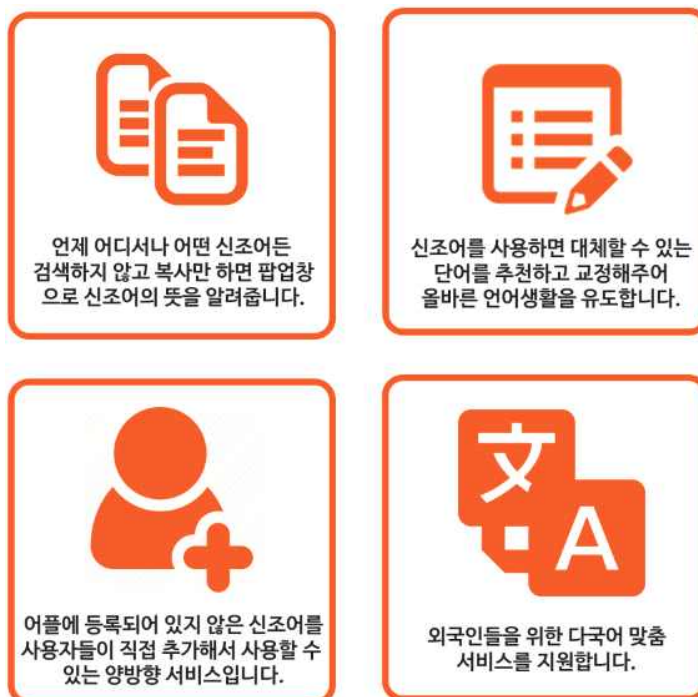 언제 어디서나 어떤 신조어든
검색하지 않고 복사만 하면 팝업창
으로 신조어의 뜻을 알려줍니다.
신조어를 사용하면 대체할 수 있는
단어를 추천하고 교정해주어
올바른 언어생활을 유도합니다.
어플에 등록되어 있지 않은 신조어를
사용자들이 직접 추가해서 사용할 수
있는 양방향 서비스입니다.
文
A
외국인들을 위한 다국어 맞춤
서비스를 지원합니다.